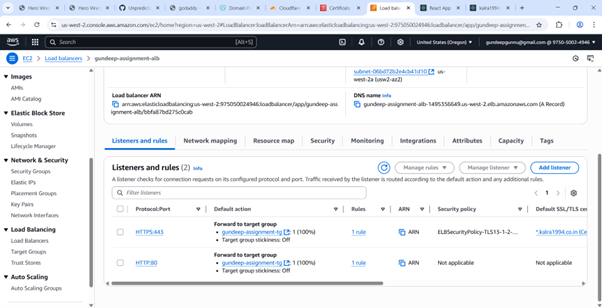 Hero Wire
Hero Wire
Unpredict
godaddy
Domain P
Cloudflare
Certificate
Load bala
React App
kalra1994
us-west-2.console.aws.amazon.com/ec2/home?region=us-west-2#LoadBalancer:loadBalancerArn=arn:aws:elasticloadbalancing:us-west-2:975050024946:loadbalancer/app/gundeep-assignment...
aws
Search
[Alt+S]
United States (Oregon)
gundeepgunnu@gmail.com @ 9750-5002-4946
EC2 > Load balancers > gundeep-assignment-alb
Images
AMIs
AMI Catalog
Elastic Block Store
Volumes
Snapshots
Lifecycle Manager
Network & Security
Security Groups
Elastic IPs
Placement Groups
Key Pairs
Network Interfaces
Load Balancing
Load Balancers
Target Groups
Trust Stores
Auto Scaling
Auto Scaling Groups
us-
west-2a (usw2-az2)
Load balancer ARN
arn:aws:elasticloadbalancing:us-west-2:975050024946:loadbalancer/app/gundeep-ass
DNS name Info
gundeep-assignment-alb-1495356649.us-west-2.elb.amazonaws.com (A Record)
Listeners and rules
Network mapping
Resource map
Security
Monitoring
Integrations
Attributes
Capacity
Tags
Listeners and rules (2) Info
Manage rules
Manage listener
Add listener
A listener checks for connection requests on its configured protocol and port. Traffic received by the listener is routed according to the default action and any additional rules.
Filter listeners
1
Protocol:Port
Default action
Rules
ARN
Security policy
Default SSL/TLS cer
HTTPS:443
Forward to target group
gundeep-assignment-tg : 1 (100%)
Target group stickiness: Off
1 rule
ARN
ELBSecurityPolicy-TLS13-1-2-...
*.kalra1994.co.in (Ce
HTTP:80
Forward to target group
gundeep-assignment-tg : 1 (100%)
Target group stickiness: Off
1 rule
ARN
Not applicable
Not applicable